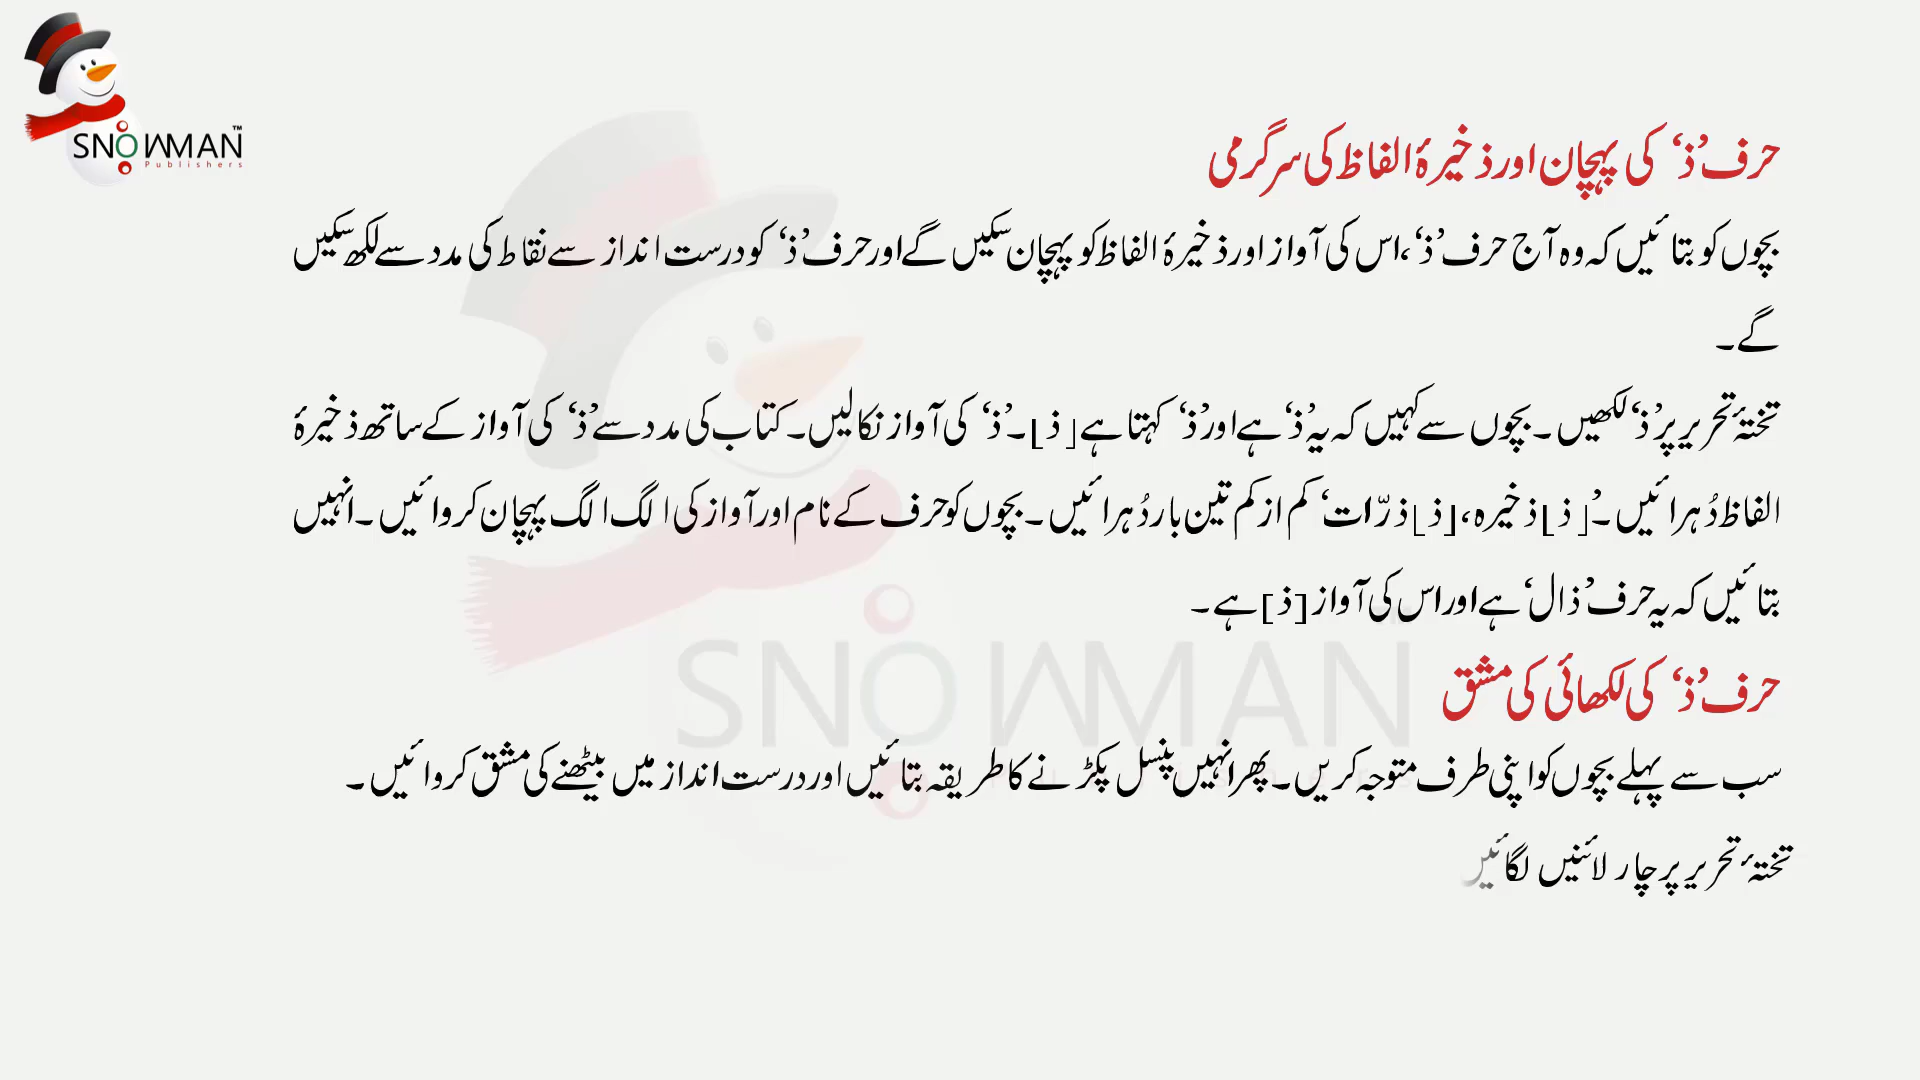 SNOWMAN™
Publishers
حرف ’ذ‘ کی پہچان اور ذخیرۂ الفاظ کی سرگرمی
بچوں کو بتائیں کہ وہ آج حرف ’ذ‘، اس کی آواز اور ذخیرۂ الفاظ کو پہچان سکیں گے اور حرف ’ذ‘ کو درست انداز سے نقاط کی مدد سے لکھ سکیں
گے۔
تختۂ تحریر پر ’ذ‘ لکھیں۔ بچوں سے کہیں کہ یہ ’ذ‘ ہے اور ’ذ‘ کہتا ہے [ذ]۔ ’ذ‘ کی آواز نکالیں۔ کتاب کی مدد سے ’ذ‘ کی آواز کے ساتھ ذخیرۂ
الفاظ دُہرائیں۔ ’[ذ] ذخیرہ، [ذ] ذرّات‘ کم از کم تین بار دُہرائیں۔ بچوں کو حرف کے نام اور آواز کی الگ الگ پہچان کروائیں۔ انہیں
بتائیں کہ یہ حرف ’ذال‘ ہے اور اس کی آواز [ذ] ہے۔
حرف ’ذ‘ کی لکھائی کی مشق
سب سے پہلے بچوں کو اپنی طرف متوجہ کریں۔ پھر انہیں پنسل پکڑنے کا طریقہ بتائیں اور درست انداز میں بیٹھنے کی مشق کروائیں۔
تختۂ تحریر پر چار لائنیں لگائیں
SNOWMAN